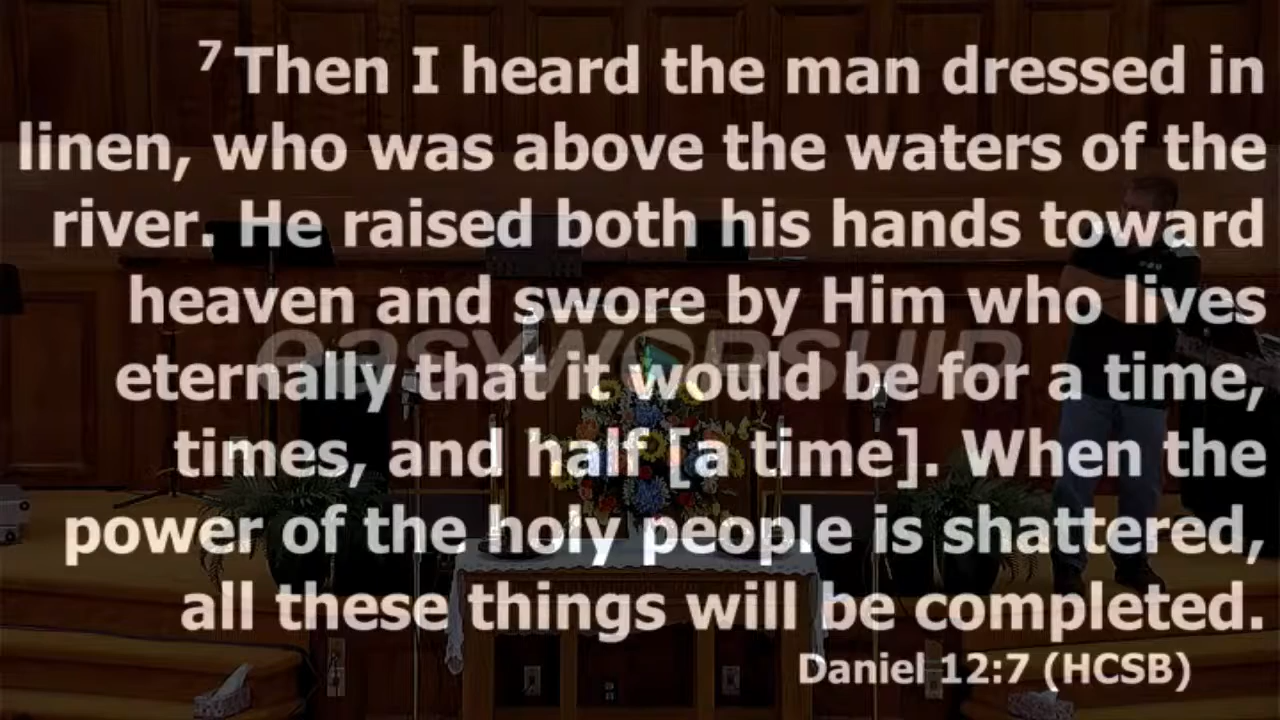 7 Then I heard the man dressed in
linen, who was above the waters of the
river. He raised both his hands toward
heaven and swore by Him who lives
eternally that it would be for a time,
easyworship
times, and half [a time]. When the
power of the holy people is shattered,
all these things will be completed.
Daniel 12:7 (HCSB)